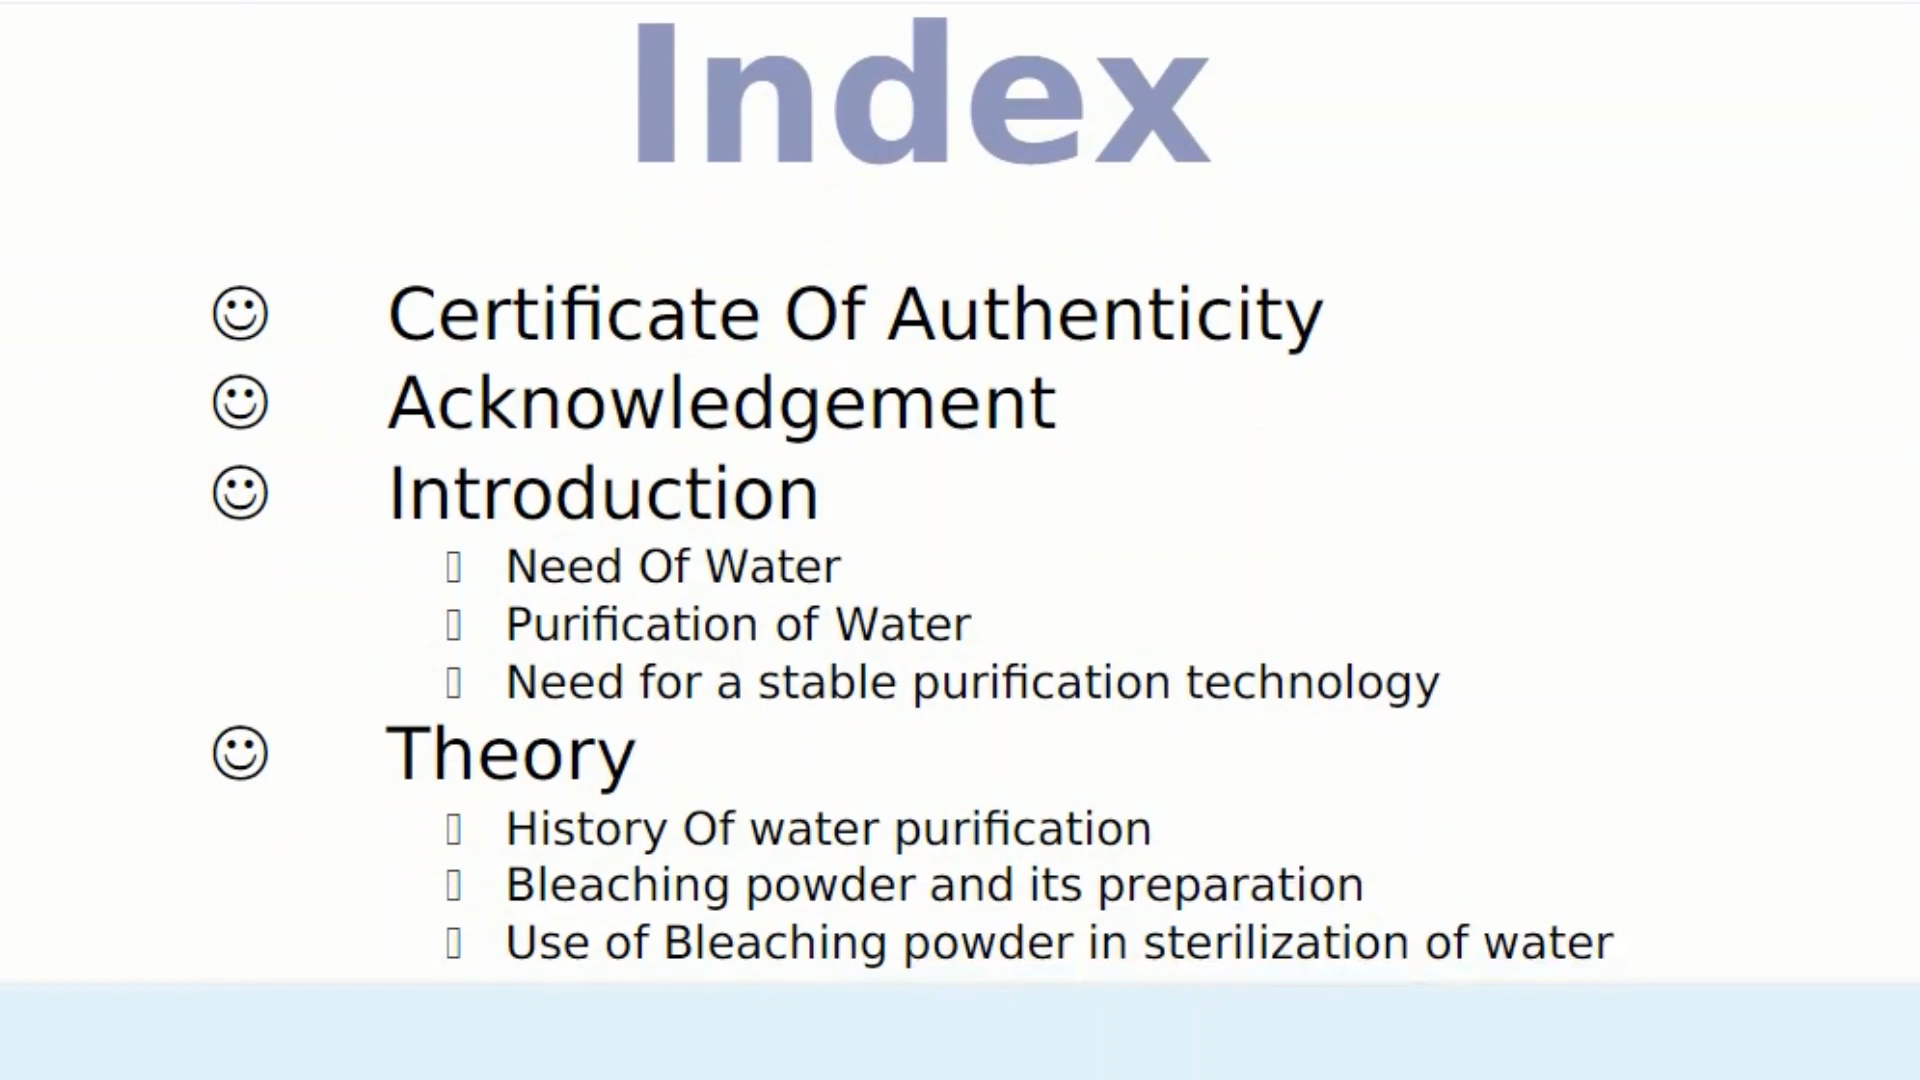 Index
☺ Certificate Of Authenticity
☺ Acknowledgement
☺ Introduction
Need Of Water
Purification of Water
Need for a stable purification technology
☺ Theory
History Of water purification
Bleaching powder and its preparation
Use of Bleaching powder in sterilization of water